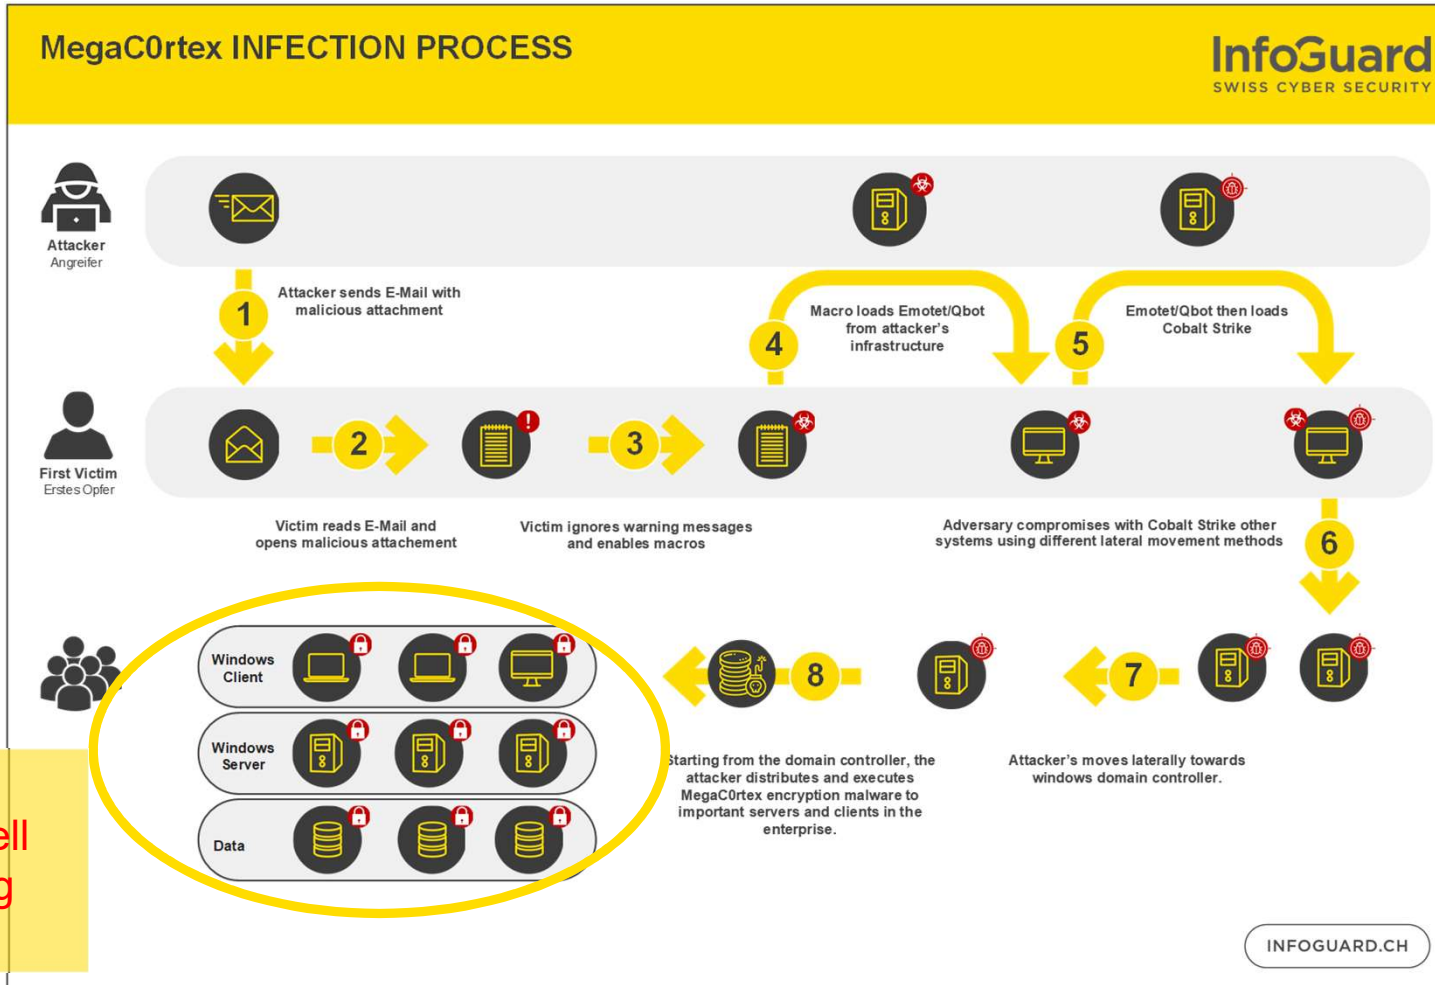 MegaC0rtex INFECTION PROCESS
InfoGuard
SWISS CYBER SECURITY
Attacker
Angreifer
1
Attacker sends E-Mail with
malicious attachment
4
Macro loads Emotet/Qbot
from attacker's
infrastructure
5
Emotet/Qbot then loads
Cobalt Strike
First Victim
Erstes Opfer
2
!
3
Victim reads E-Mail and
opens malicious attachement
Victim ignores warning messages
and enables macros
Adversary compromises with Cobalt Strike other
systems using different lateral movement methods
6
Windows
Client
8
7
Windows
Server
Starting from the domain controller, the
attacker distributes and executes
MegaC0rtex encryption malware to
important servers and clients in the
enterprise.
Attacker's moves laterally towards
windows domain controller.
Data
ell
g
INFOGUARD.CH